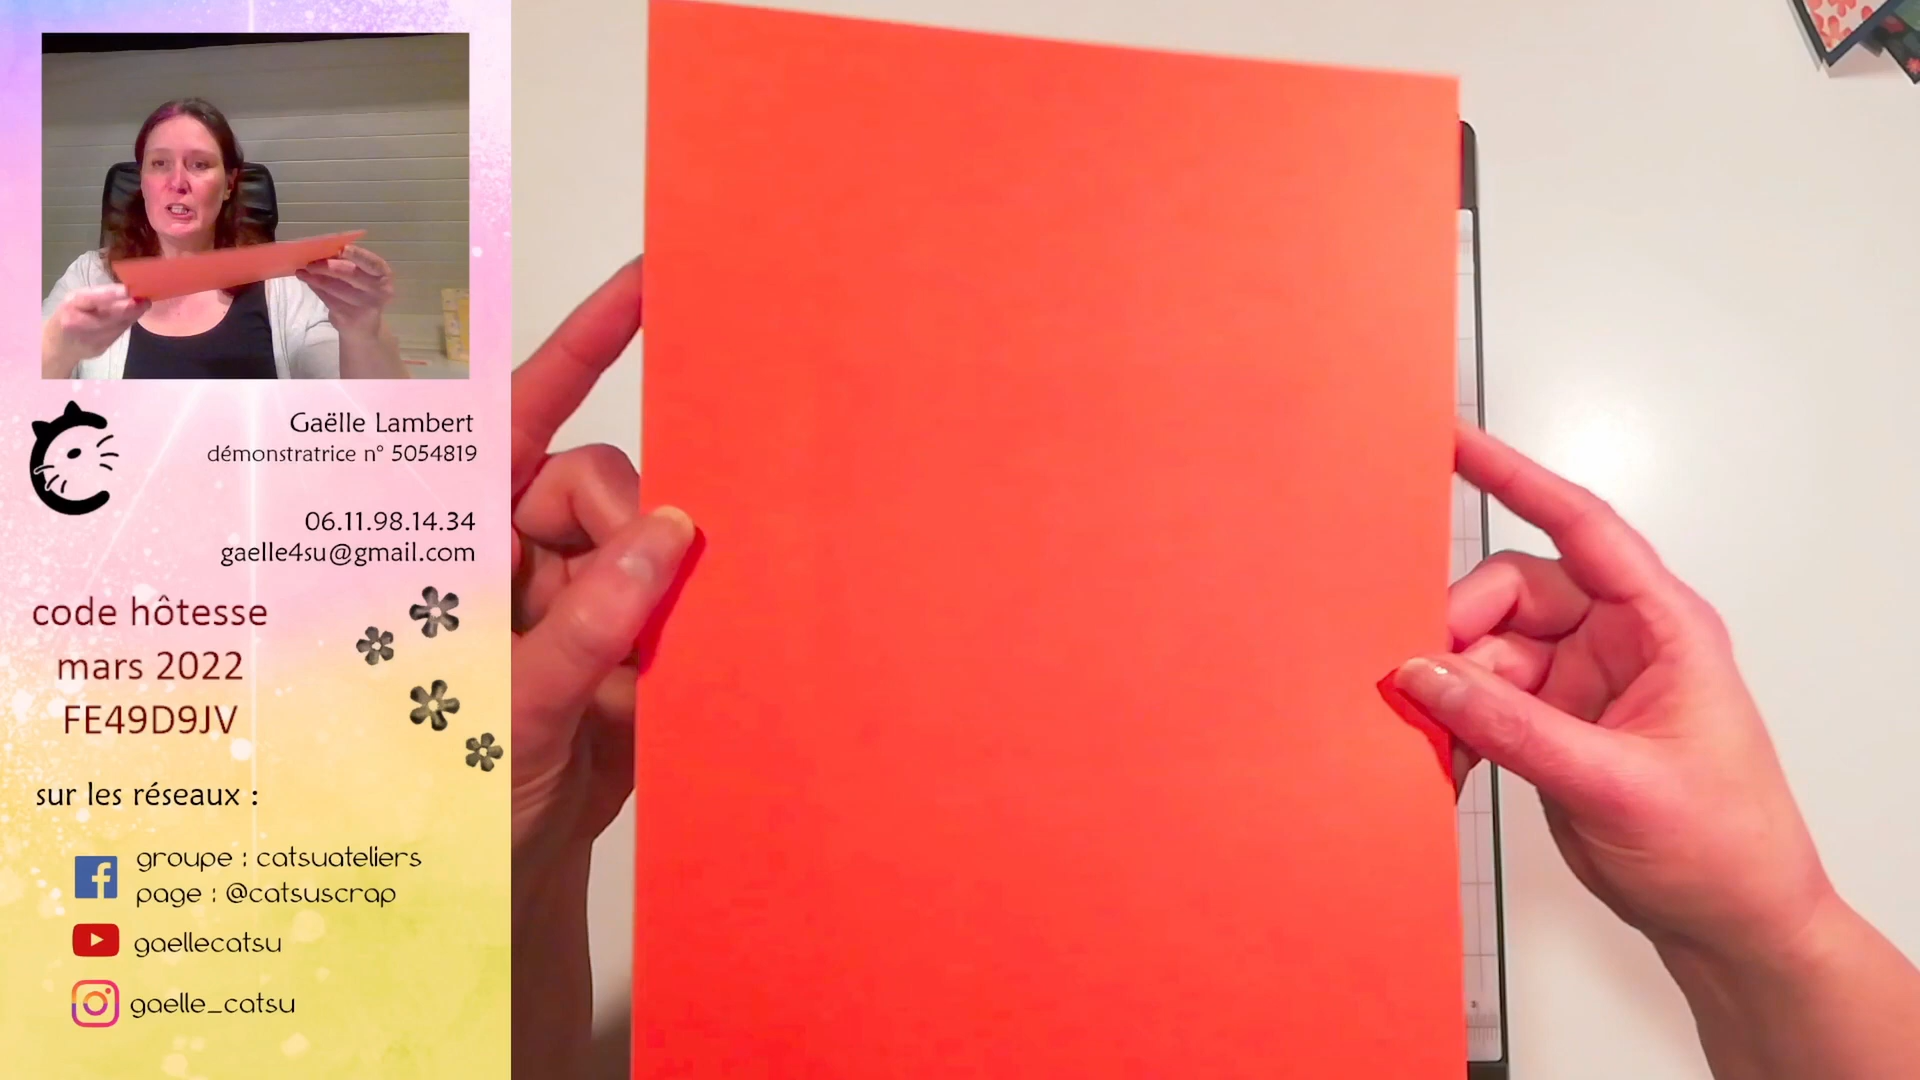 Gaëlle Lambert
démonstratrice n° 5054819
06.11.98.14.34
gaelle4su@gmail.com
code hôtesse
mars 2022
FE49D9JV
sur les réseaux :
groupe : catsuateliers
page : @catsuscrap
gaellecatsu
gaelle_catsu